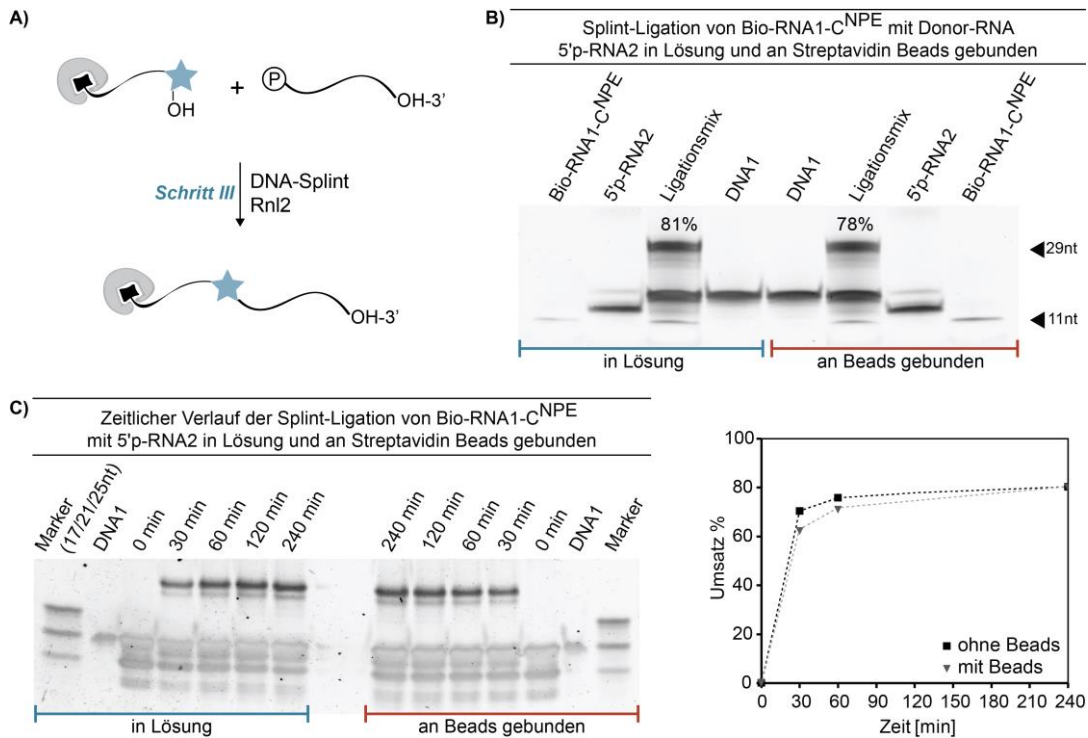 A)
OH
+
P
OH-3'
Schritt III
DNA-Splint
Rnl2
OH-3'
B)
Splint-Ligation von Bio-RNA1-C^NPE mit Donor-RNA
5'p-RNA2 in Lösung und an Streptavidin Beads gebunden
Bio-RNA1-C^NPE
5'p-RNA2
Ligationsmix
DNA1
DNA1
Ligationsmix
5'p-RNA2
Bio-RNA1-C^NPE
81%
78%
29nt
11nt
in Lösung
an Beads gebunden
C)
Zeitlicher Verlauf der Splint-Ligation von Bio-RNA1-C^NPE
mit 5'p-RNA2 in Lösung und an Streptavidin Beads gebunden
Marker
(17/21/25nt)
DNA1
0 min
30 min
60 min
120 min
240 min
240 min
120 min
60 min
30 min
0 min
DNA1
Marker
in Lösung
an Beads gebunden
Umsatz %
100
80
60
40
20
0
ohne Beads
mit Beads
0 30 60 90 120 150 180 210 240
Zeit [min]